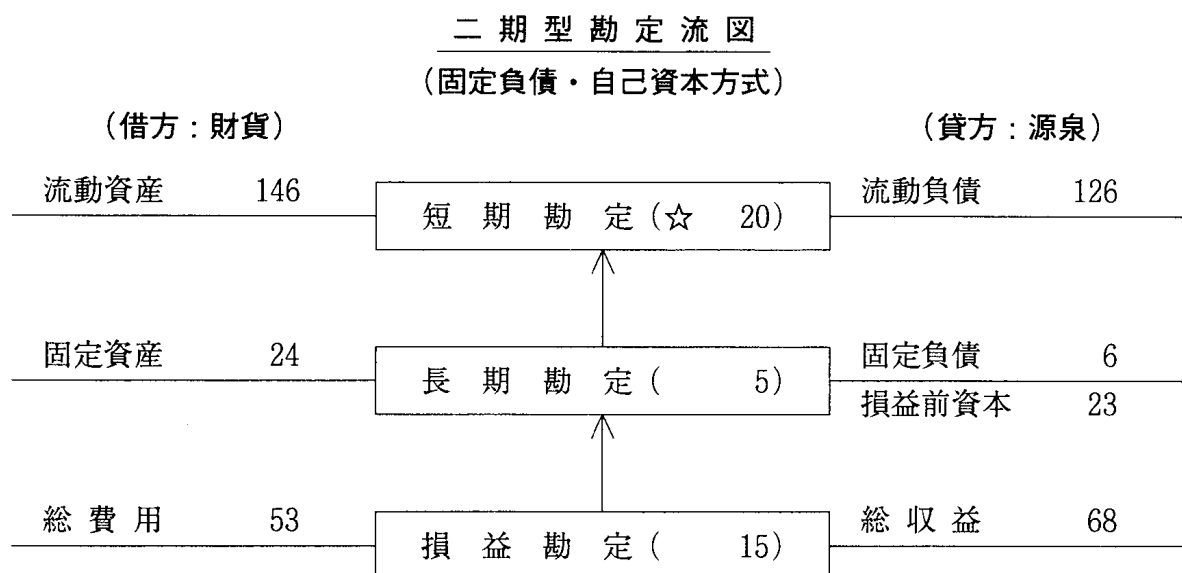 二期型勘定流図
(固定負債・自己資本方式)
(借方:財貨) (貸方:源泉)
流動資産 146 短期勘定(☆ 20) 流動負債 126
固定資産 24 長期勘定( 5) 固定負債 6
損益前資本 23
総費用 53 損益勘定( 15) 総収益 68